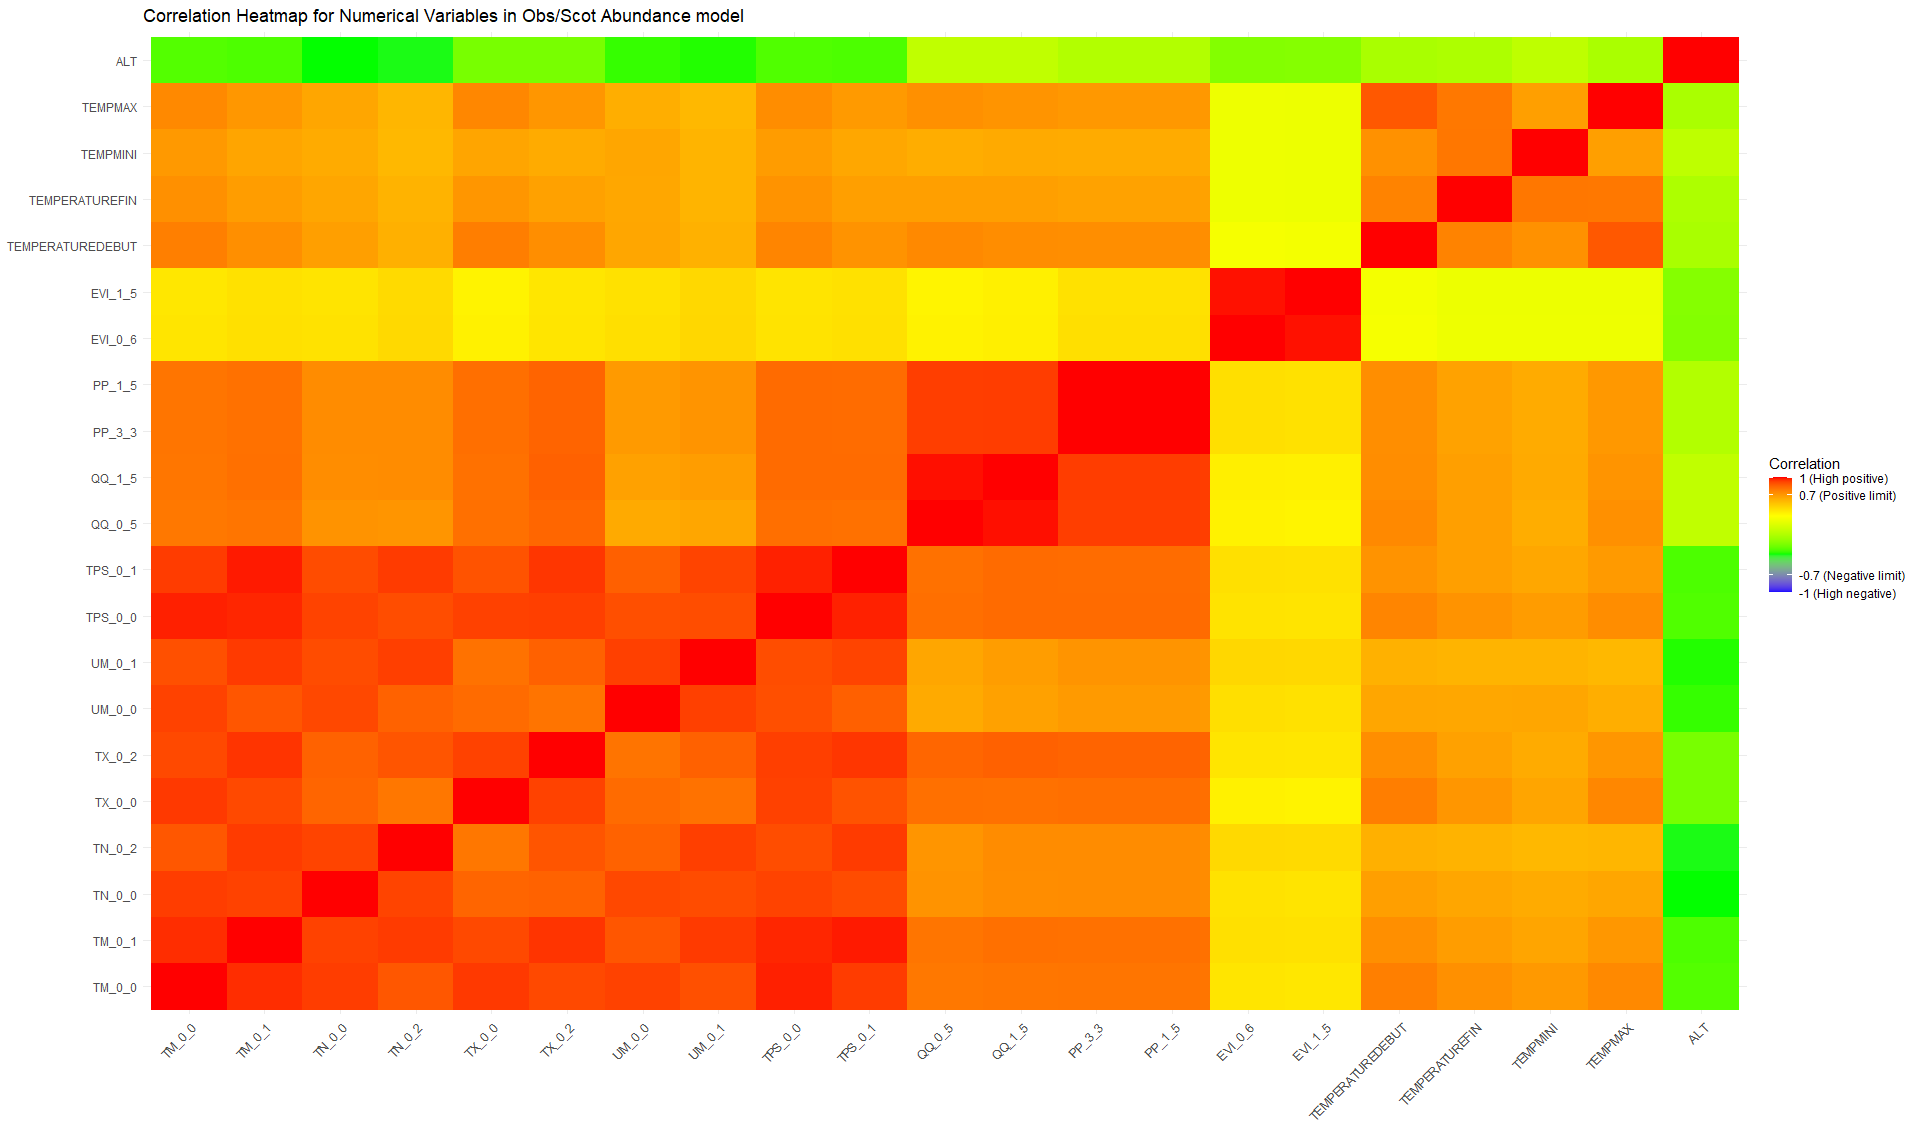 Correlation Heatmap for Numerical Variables in Obs/Scot Abundance model
ALT
TEMPMAX
TEMPMINI
TEMPERATUREFIN
TEMPERATUREDEBUT
EVI_1_5
EVI_0_6
PP_1_5
PP_3_3
QQ_1_5
QQ_0_5
TPS_0_1
TPS_0_0
UM_0_1
UM_0_0
TX_0_2
TX_0_0
TN_0_2
TN_0_0
TM_0_1
TM_0_0
TM_0_0
TM_0_1
TN_0_0
TN_0_2
TX_0_0
TX_0_2
UM_0_0
UM_0_1
TPS_0_0
TPS_0_1
QQ_0_5
QQ_1_5
PP_3_3
PP_1_5
EVI_0_6
EVI_1_5
TEMPERATUREDEBUT
TEMPERATUREFIN
TEMPMINI
TEMPMAX
ALT
Correlation
1 (High positive)
0.7 (Positive limit)
-0.7 (Negative limit)
-1 (High negative)